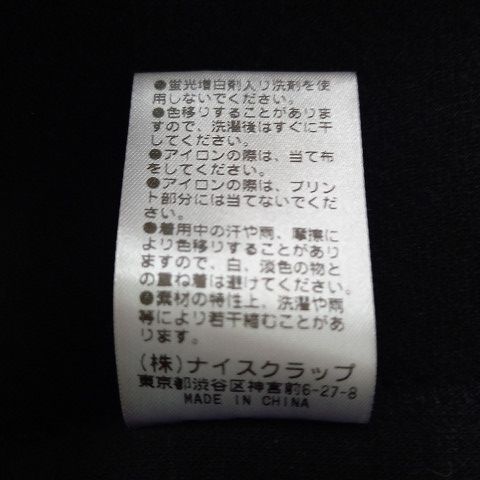 ●蛍光増白剤入り洗剤を使
用しないでください。
●色移りすることがありま
すので、洗濯後はすぐに干
してください。
●アイロンの際は、当て布
をしてください。
●アイロンの際は、プリン
ト部分には当てないでくだ
さい。
●着用中の汗や雨、摩擦に
より色移りすることがあり
ますので、白、淡色の物と
の重ね着は避けてください。
●素材の特性上、洗濯や雨
等により若干縮むことがあ
ります。
(株)ナイスクラップ
東京都渋谷区神宮前6-27-8
MADE IN CHINA